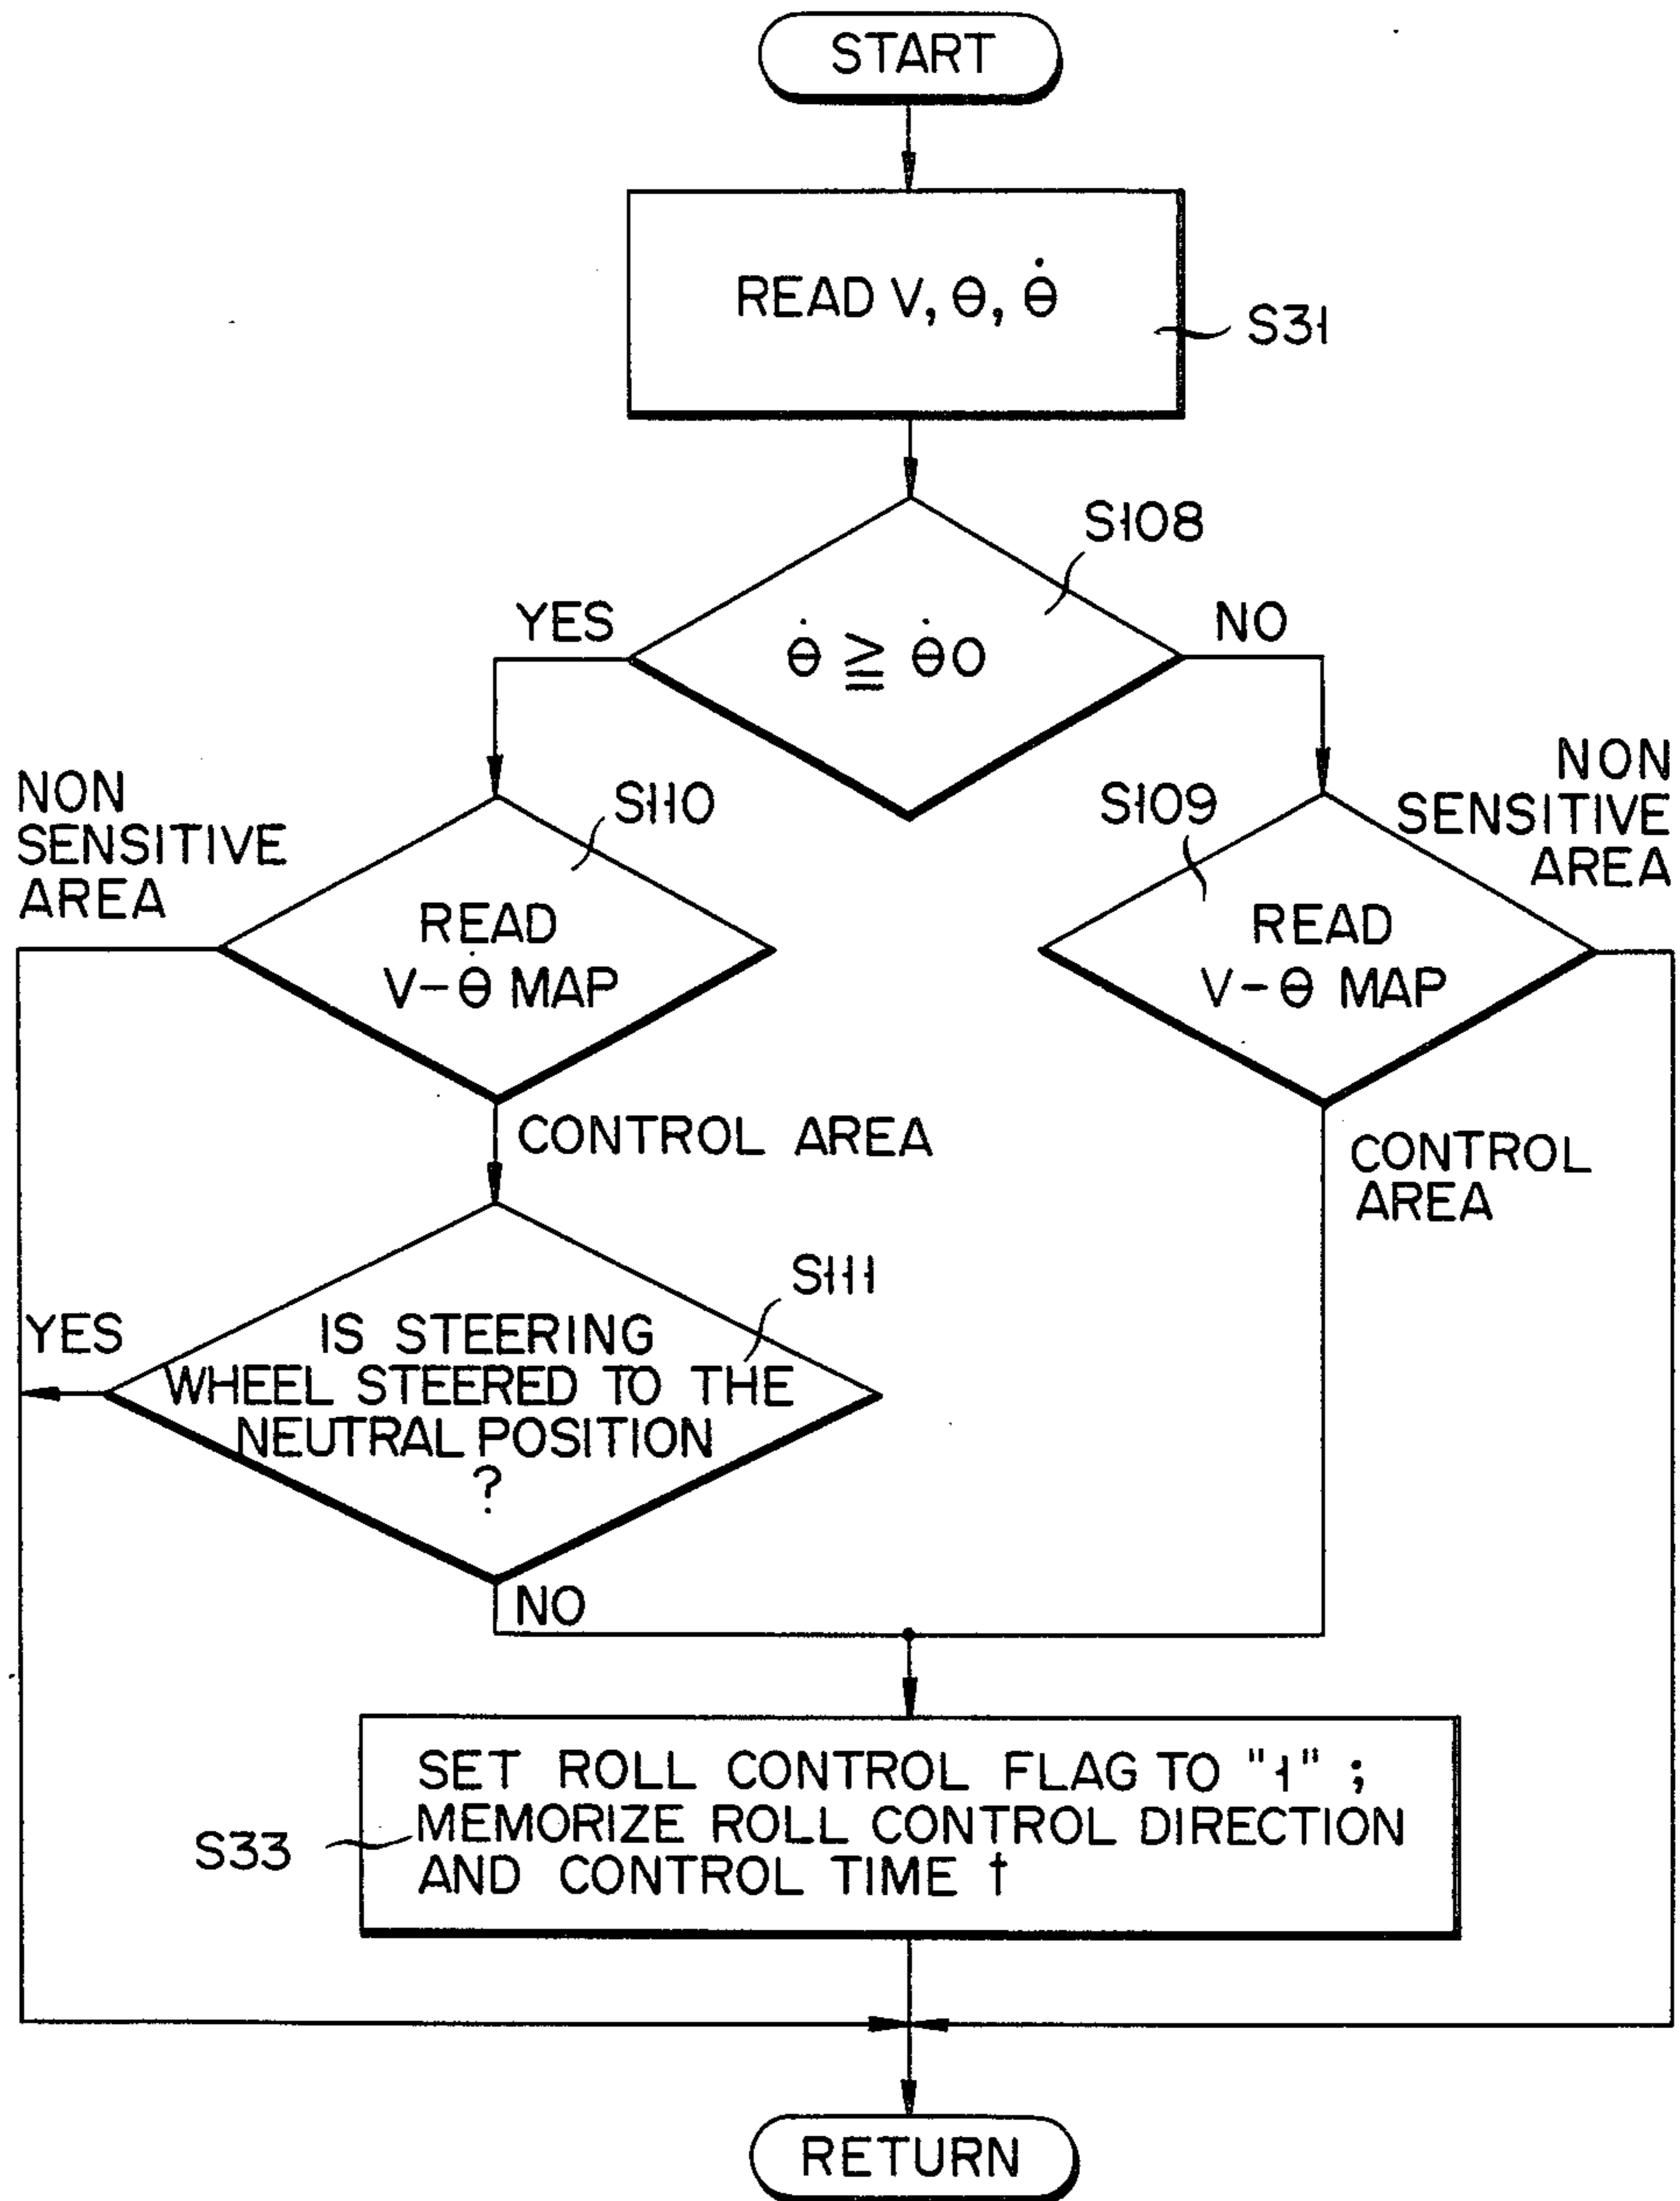 START
READ V, Θ, Θ̇
S31
S108
YES
NO
Θ̇ ≧ Θ̇0
NON
SENSITIVE
AREA
S110
READ
V-Θ̇ MAP
S109
NON
SENSITIVE
AREA
READ
V-Θ MAP
CONTROL AREA
CONTROL
AREA
S111
YES
IS STEERING
WHEEL STEERED TO THE
NEUTRAL POSITION
?
NO
SET ROLL CONTROL FLAG TO "1" ;
MEMORIZE ROLL CONTROL DIRECTION
AND CONTROL TIME t
S33
RETURN